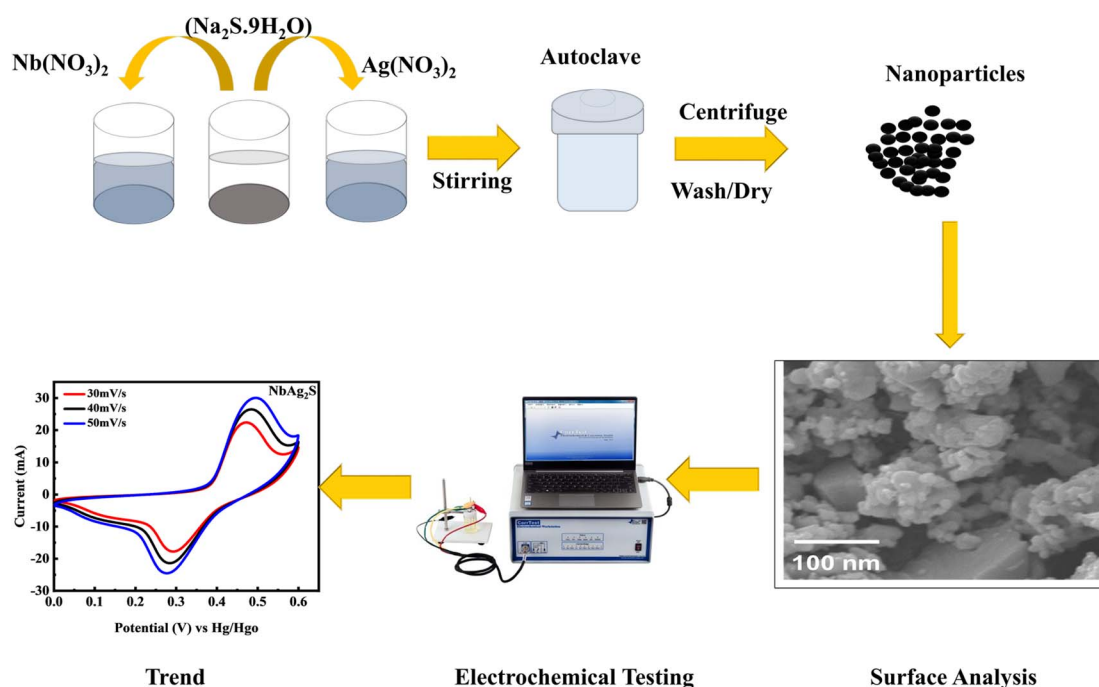 (Na₂S.9H₂O)
Nb(NO₃)₂
Ag(NO₃)₂
Autoclave
Nanoparticles
Stirring
Centrifuge
Wash/Dry
NbAg₂S
30mV/s
40mV/s
50mV/s
30
20
10
0
-10
-20
-30
Current (mA)
0.0 0.1 0.2 0.3 0.4 0.5 0.6
Potential (V) vs Hg/Hgo
100 nm
Trend
Electrochemical Testing
Surface Analysis